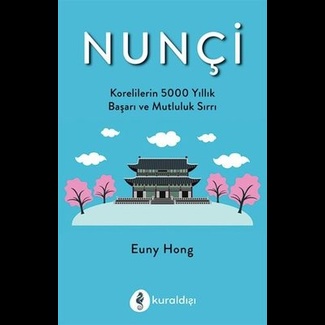 NUNÇİ
Korelilerin 5000 Yıllık
Başarı ve Mutluluk Sırrı
Euny Hong
kuraldışı